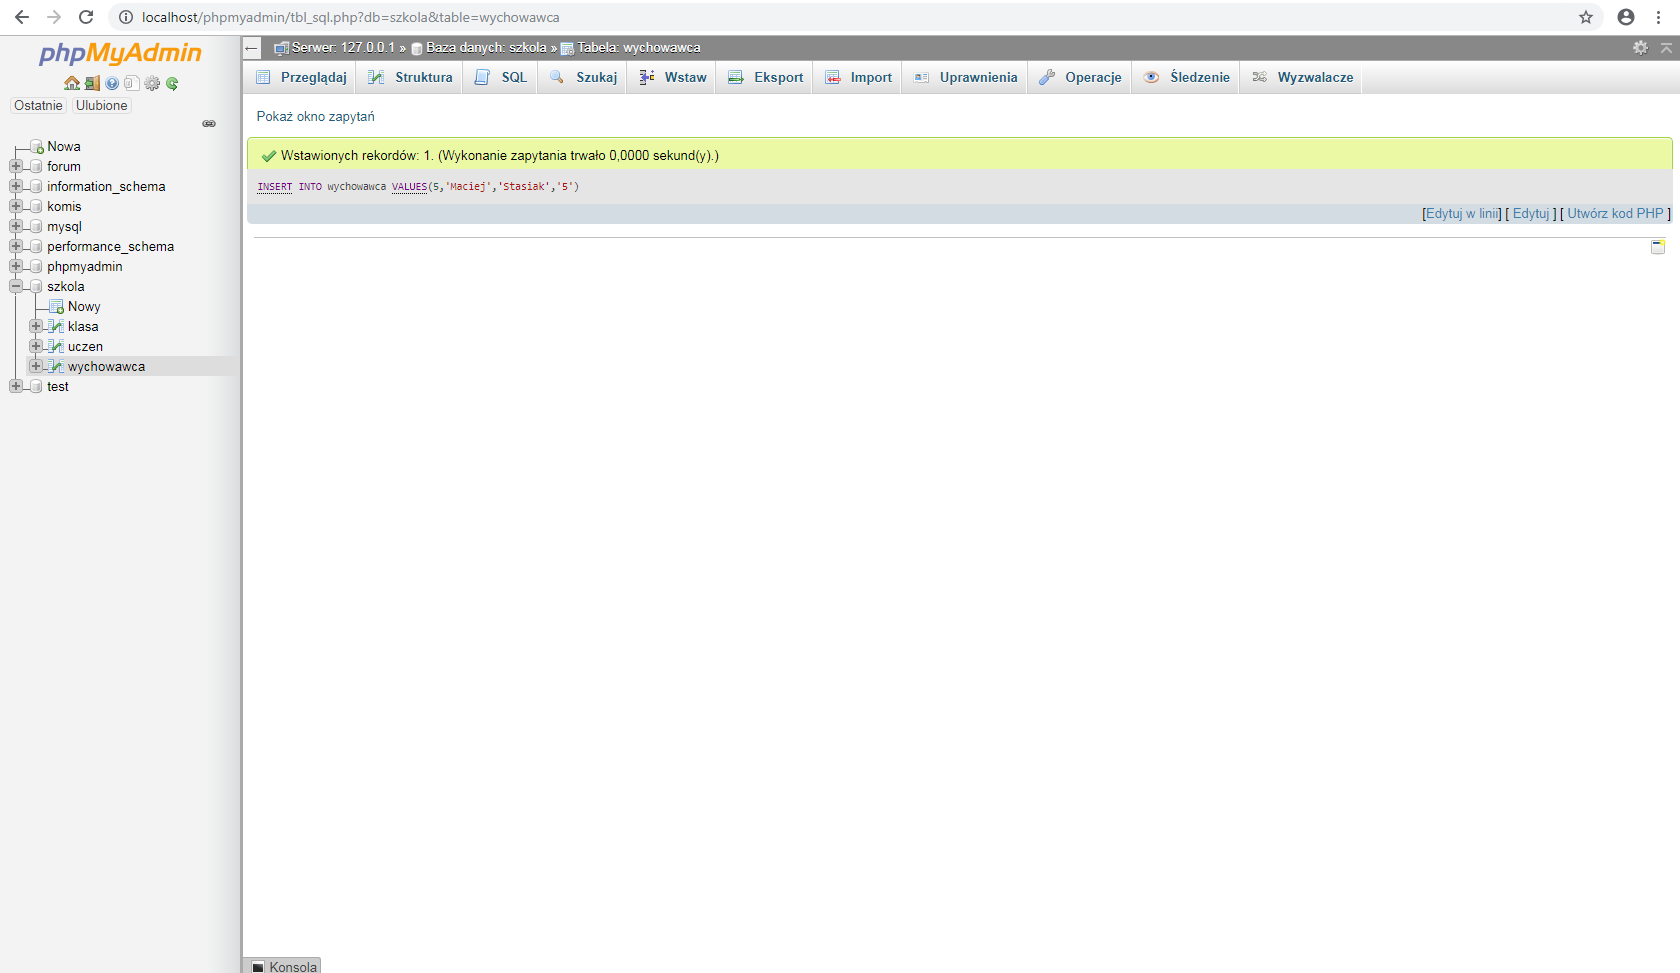 localhost/phpmyadmin/tbl_sql.php?db=szkola&table=wychowawca
phpMyAdmin
Ostatnie Ulubione
Nowa
forum
information_schema
komis
mysql
performance_schema
phpmyadmin
szkola
Nowy
klasa
uczen
wychowawca
test
Serwer: 127.0.0.1 » Baza danych: szkola » Tabela: wychowawca
Przeglądaj Struktura SQL Szukaj Wstaw Eksport Import Uprawnienia Operacje Śledzenie Wyzwalacze
Pokaż okno zapytań
Wstawionych rekordów: 1. (Wykonanie zapytania trwało 0,0000 sekund(y).)
INSERT INTO wychowawca VALUES(5,'Maciej','Stasiak','5')
[Edytuj w linii] [ Edytuj ] [ Utwórz kod PHP ]
Konsola